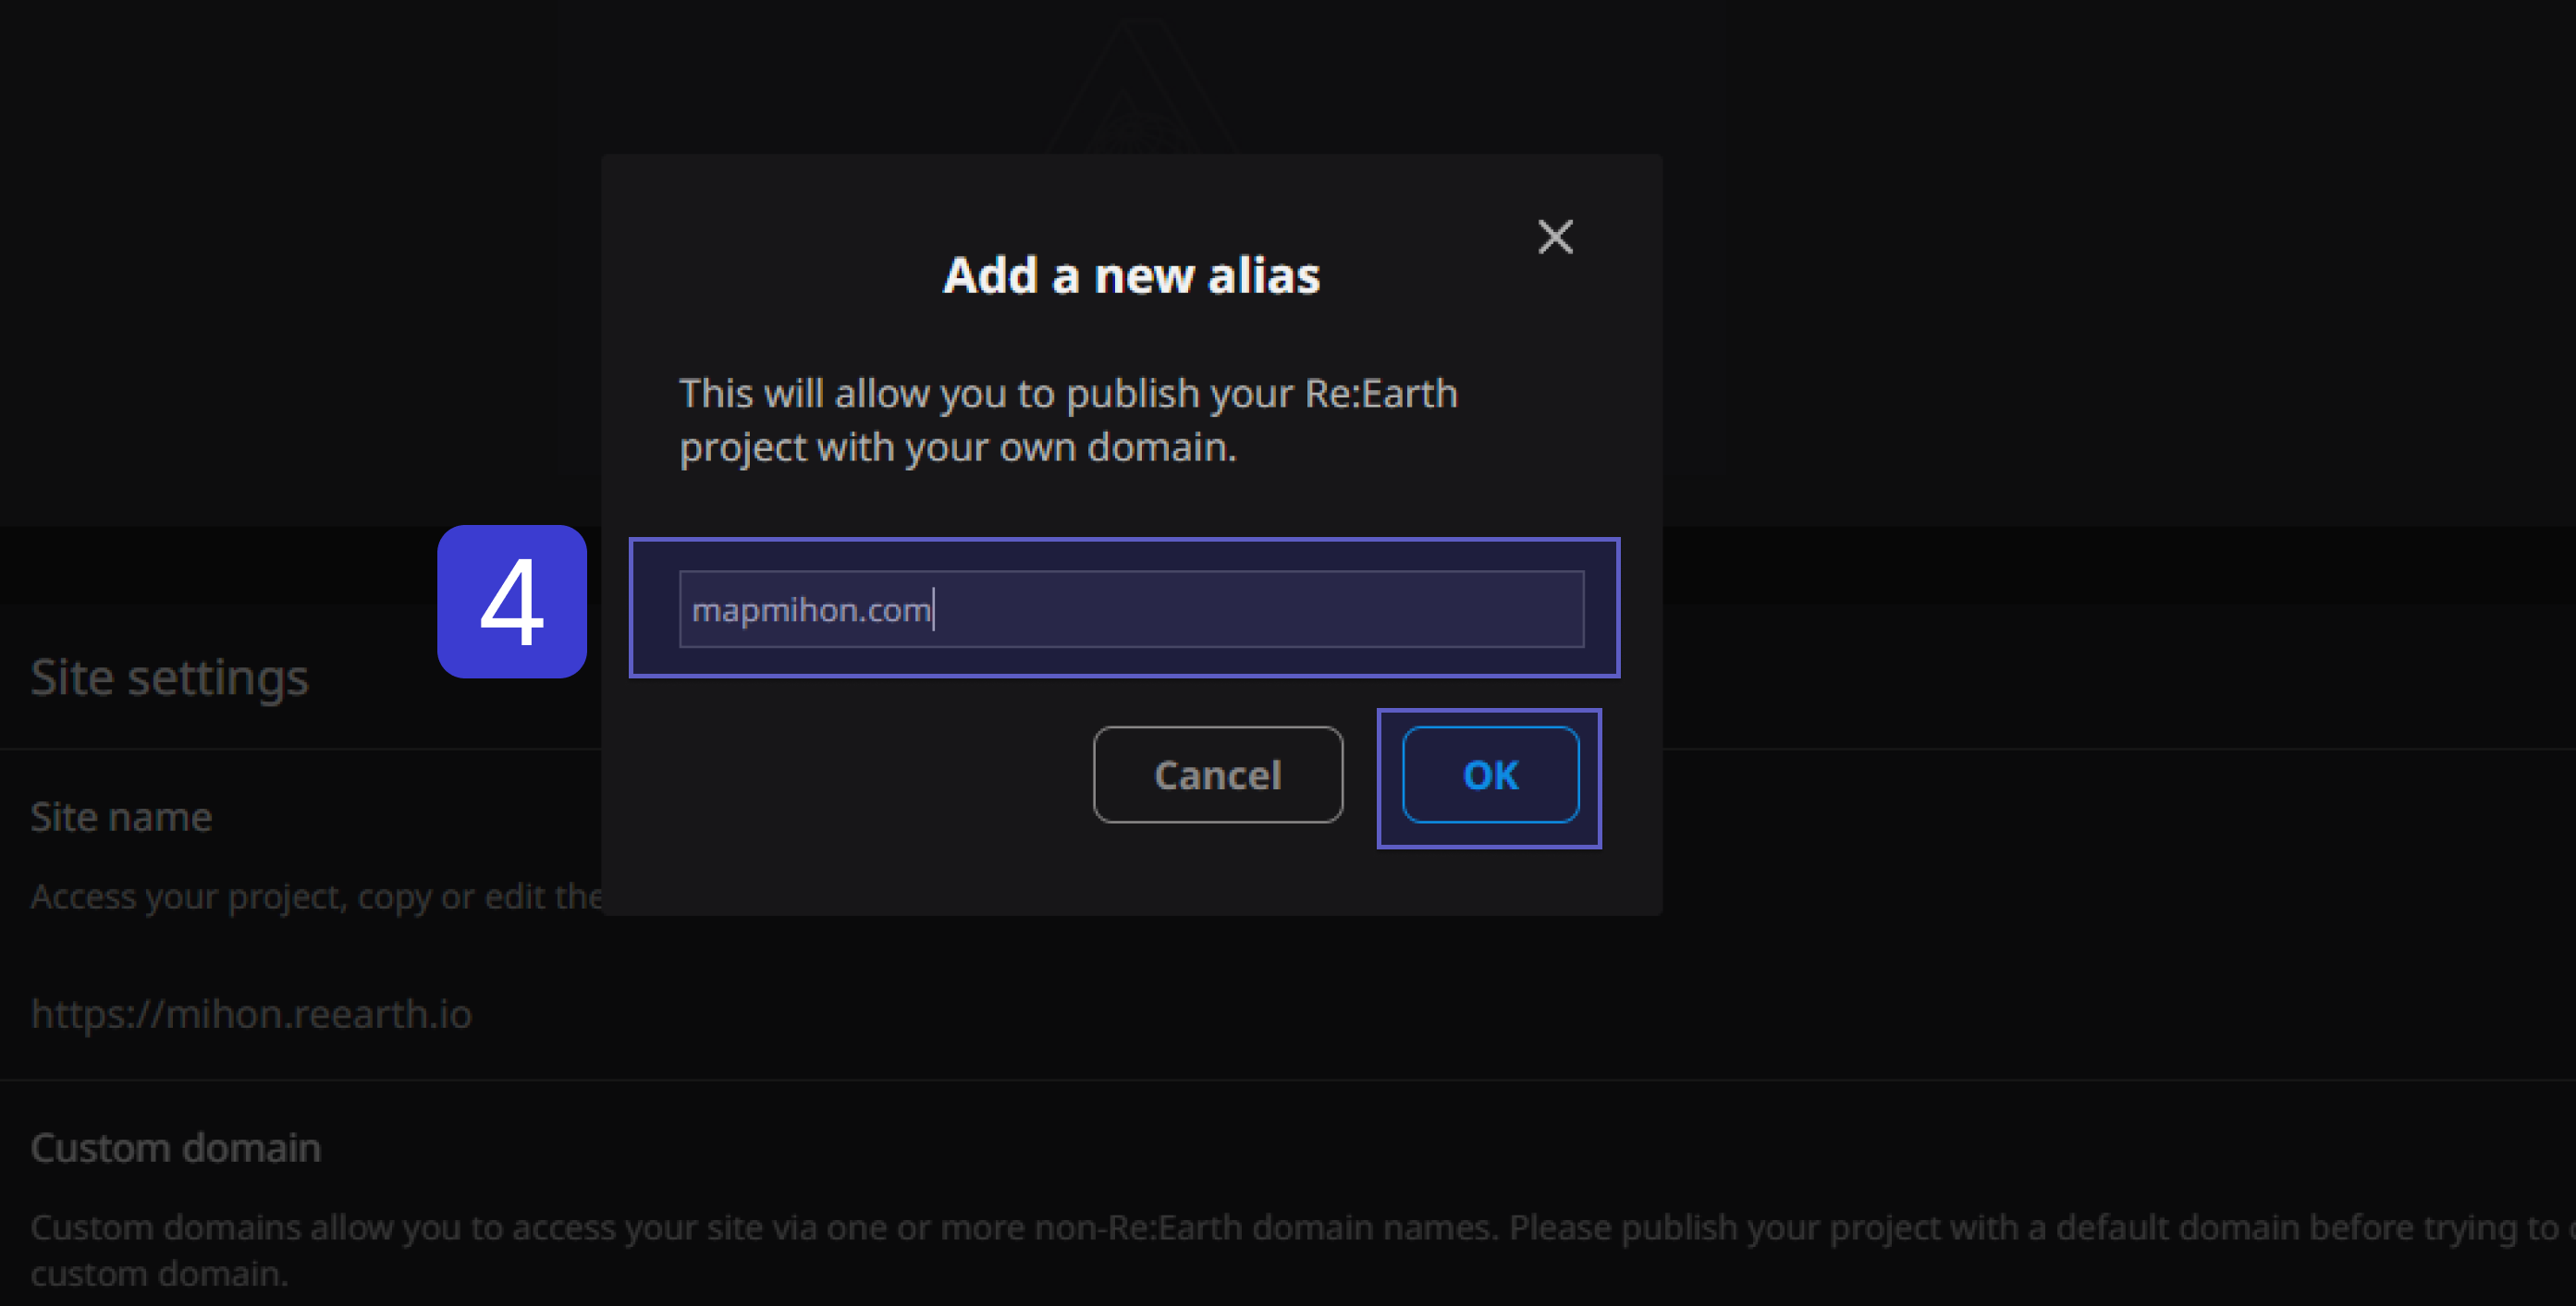 Add a new alias
This will allow you to publish your Re:Earth
project with your own domain.
4
mapmihon.com
Cancel
OK
Site settings
Site name
Access your project, copy or edit the
https://mihon.reearth.io
Custom domain
Custom domains allow you to access your site via one or more non-Re:Earth domain names. Please publish your project with a default domain before trying to
custom domain.